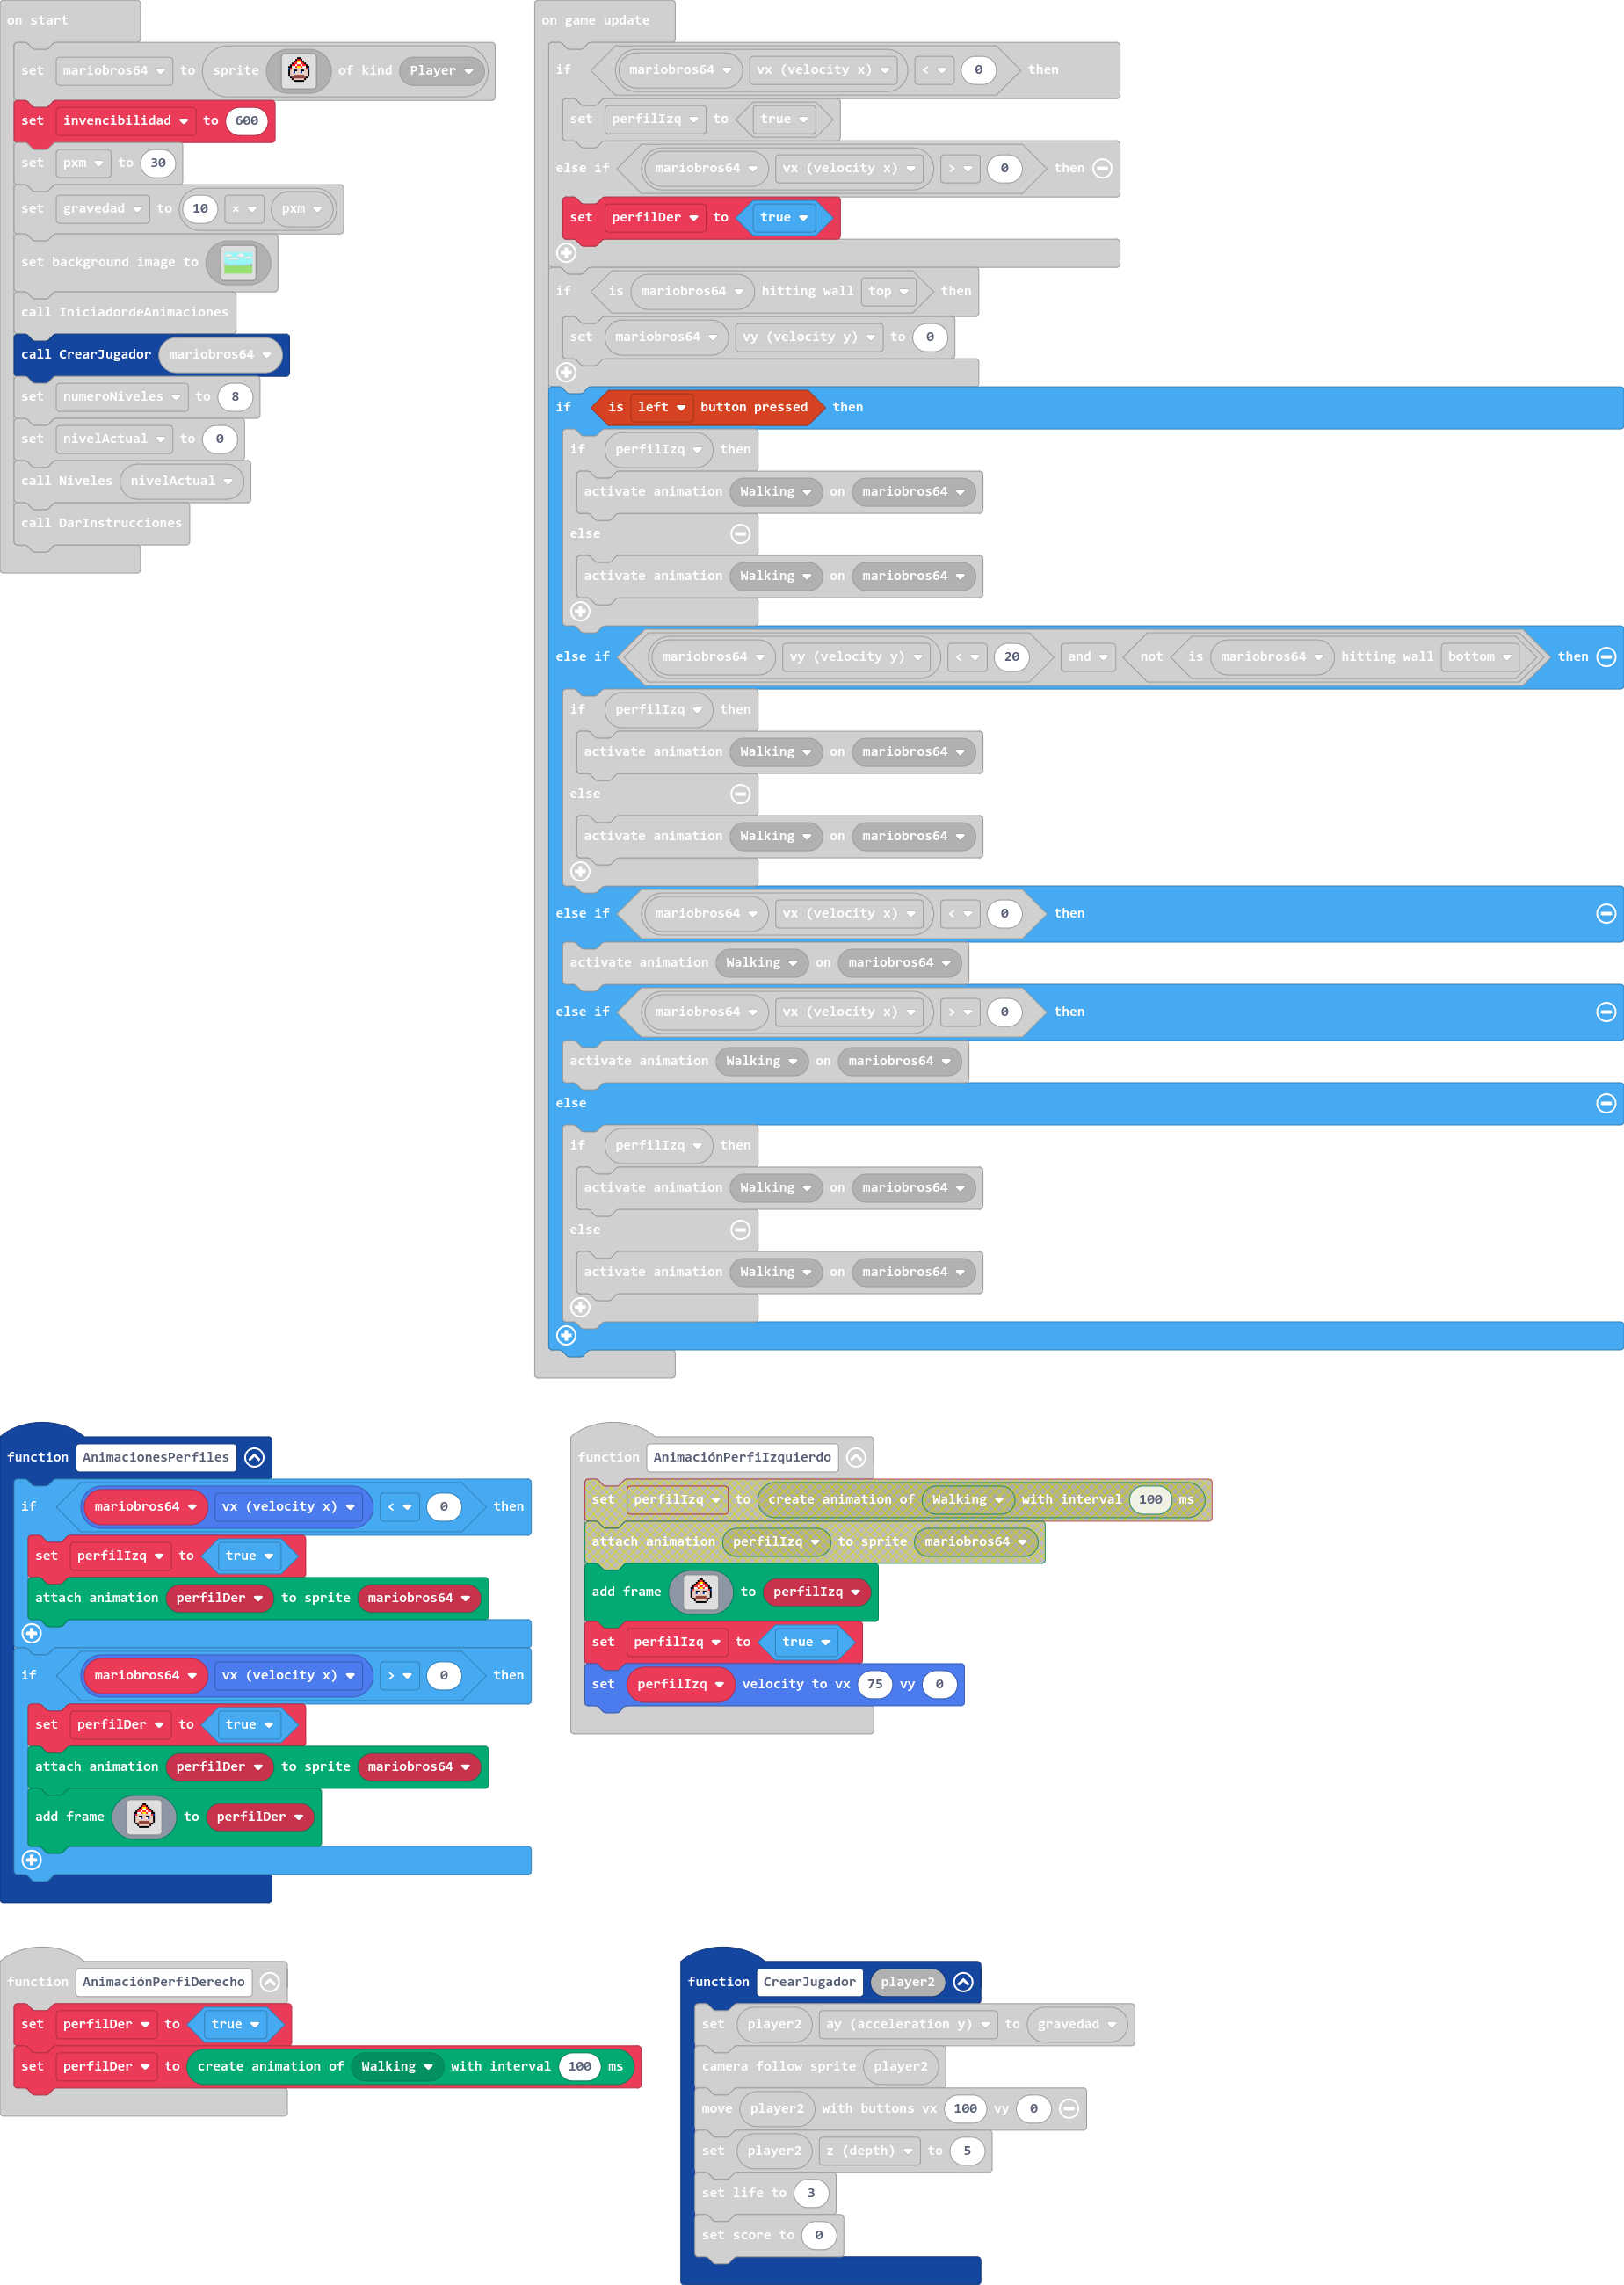 on start
set mariobros64 to sprite of kind Player
set invencibilidad to 600
set pxm to 30
set gravedad to 10 × pxm
set background image to
call IniciadordeAnimaciones
call CrearJugador mariobros64
set numeroNiveles to 8
set nivelActual to 0
call Niveles nivelActual
call DarInstrucciones
on game update
if mariobros64 vx (velocity x) < 0 then
set perfilIzq to true
else if mariobros64 vx (velocity x) > 0 then
set perfilDer to true
if is mariobros64 hitting wall top then
set mariobros64 vy (velocity y) to 0
if is left button pressed then
if perfilIzq then
activate animation Walking on mariobros64
else
activate animation Walking on mariobros64
else if mariobros64 vy (velocity y) < 20 and not is mariobros64 hitting wall bottom then
if perfilIzq then
activate animation Walking on mariobros64
else
activate animation Walking on mariobros64
else if mariobros64 vx (velocity x) < 0 then
activate animation Walking on mariobros64
else if mariobros64 vx (velocity x) > 0 then
activate animation Walking on mariobros64
else
if perfilIzq then
activate animation Walking on mariobros64
else
activate animation Walking on mariobros64
function AnimacionesPerfiles
if mariobros64 vx (velocity x) < 0 then
set perfilIzq to true
attach animation perfilDer to sprite mariobros64
if mariobros64 vx (velocity x) > 0 then
set perfilDer to true
attach animation perfilDer to sprite mariobros64
add frame to perfilDer
function AnimaciónPerfiIzquierdo
set perfilIzq to create animation of Walking with interval 100 ms
attach animation perfilIzq to sprite mariobros64
add frame to perfilIzq
set perfilIzq to true
set perfilIzq velocity to vx 75 vy 0
function AnimaciónPerfiDerecho
set perfilDer to true
set perfilDer to create animation of Walking with interval 100 ms
function CrearJugador player2
set player2 ay (acceleration y) to gravedad
camera follow sprite player2
move player2 with buttons vx 100 vy 0
set player2 z (depth) to 5
set life to 3
set score to 0